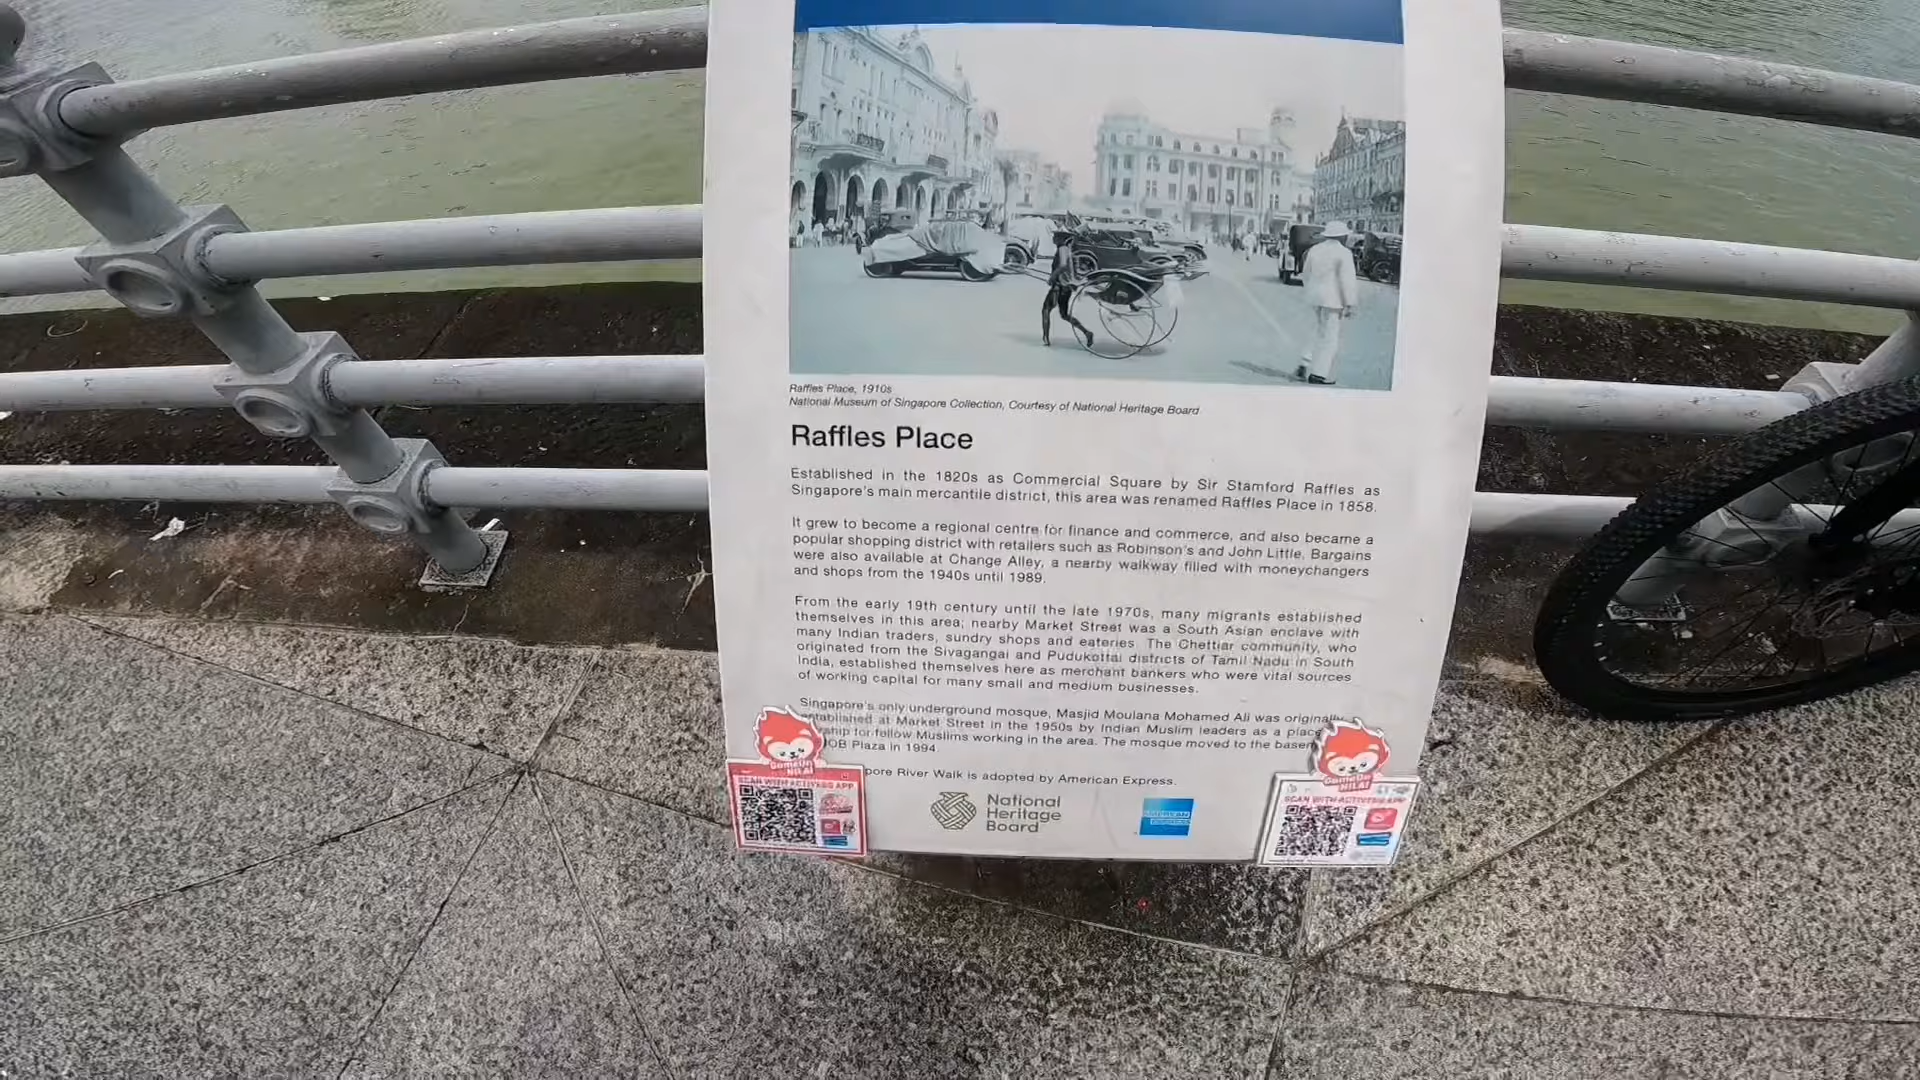 Raffles Place, 1910s
National Museum of Singapore Collection, Courtesy of National Heritage Board
Raffles Place
Established in the 1820s as Commercial Square by Sir Stamford Raffles as
Singapore's main mercantile district, this area was renamed Raffles Place in 1858.
It grew to become a regional centre for finance and commerce, and also became a
popular shopping district with retailers such as Robinson's and John Little. Bargains
were also available at Change Alley, a nearby walkway filled with moneychangers
and shops from the 1940s until 1989.
From the early 19th century until the late 1970s, many migrants established
themselves in this area; nearby Market Street was a South Asian enclave with
many Indian traders, sundry shops and eateries. The Chettiar community, who
originated from the Sivagangai and Pudukottai districts of Tamil Nadu in South
India, established themselves here as merchant bankers who were vital sources
of working capital for many small and medium businesses.
Singapore's only underground mosque, Masjid Moulana Mohamed Ali was originally
established at Market Street in the 1950s by Indian Muslim leaders as a place
ship for fellow Muslims working in the area. The mosque moved to the basem
OB Plaza in 1994.
pore River Walk is adopted by American Express.
GameOn
NILA!
SCAN WITH ACTIVESG APP
National
Heritage
Board
AMERICAN
EXPRESS
GameOn
NILA!
SCAN WITH ACTIVESG APP